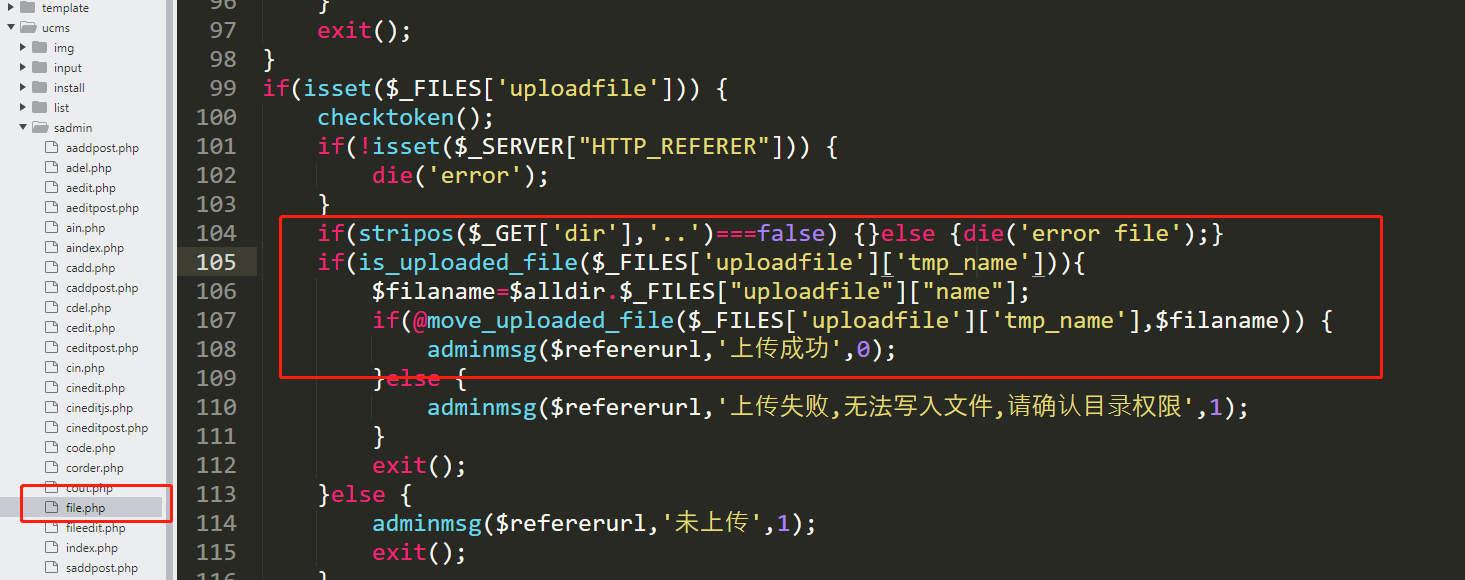 template
ucms
img
input
install
list
sadmin
aaddpost.php
adel.php
aedit.php
aeditpost.php
ain.php
aindex.php
cadd.php
caddpost.php
cdel.php
cedit.php
ceditpost.php
cin.php
cinedit.php
cineditjs.php
cineditpost.php
code.php
corder.php
cout.php
file.php
fileedit.php
index.php
saddpost.php
96 }
97 exit();
98 }
99 if(isset($_FILES['uploadfile'])) {
100 checktoken();
101 if(!isset($_SERVER["HTTP_REFERER"])) {
102 die('error');
103 }
104 if(stripos($_GET['dir'],'..')===false) {}else {die('error file');}
105 if(is_uploaded_file($_FILES['uploadfile']['tmp_name'])){
106 $filaname=$alldir.$_FILES["uploadfile"]["name"];
107 if(@move_uploaded_file($_FILES['uploadfile']['tmp_name'],$filaname)) {
108 adminmsg($refererurl,'上传成功',0);
109 }else {
110 adminmsg($refererurl,'上传失败,无法写入文件,请确认目录权限',1);
111 }
112 exit();
113 }else {
114 adminmsg($refererurl,'未上传',1);
115 exit();
116 }